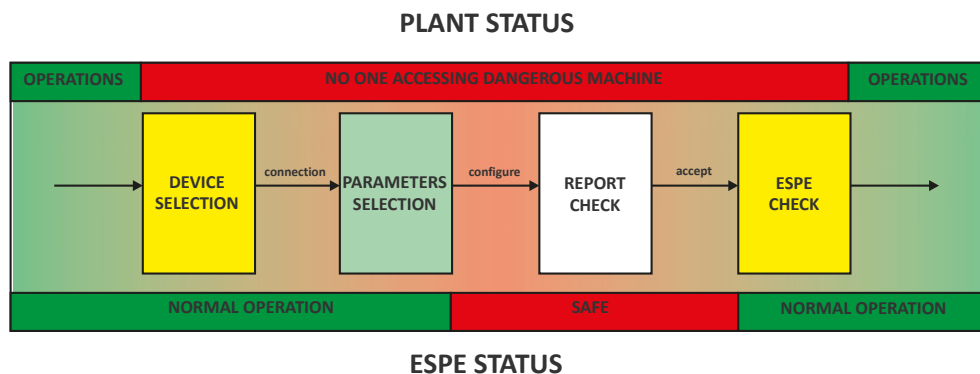 PLANT STATUS
OPERATIONS
NO ONE ACCESSING DANGEROUS MACHINE
OPERATIONS
DEVICE
SELECTION
connection
PARAMETERS
SELECTION
configure
REPORT
CHECK
accept
ESPE
CHECK
NORMAL OPERATION
SAFE
NORMAL OPERATION
ESPE STATUS